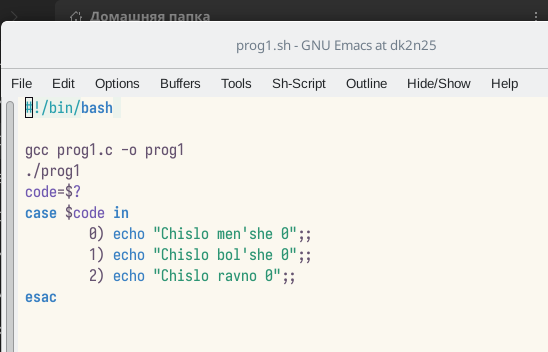 Домашняя папка
prog1.sh - GNU Emacs at dk2n25
File Edit Options Buffers Tools Sh-Script Outline Hide/Show Help
#!/bin/bash
gcc prog1.c -o prog1
./prog1
code=$?
case $code in
0) echo "Chislo men'she 0";;
1) echo "Chislo bol'she 0";;
2) echo "Chislo ravno 0";;
esac